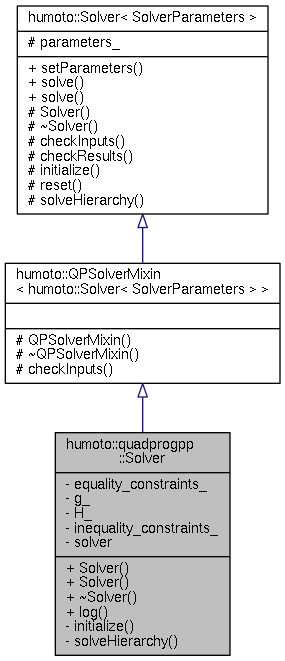 humoto::Solver< SolverParameters >
# parameters_
+ setParameters()
+ solve()
+ solve()
# Solver()
# ~Solver()
# checkInputs()
# checkResults()
# initialize()
# reset()
# solveHierarchy()
humoto::QPSolverMixin
< humoto::Solver< SolverParameters > >
# QPSolverMixin()
# ~QPSolverMixin()
# checkInputs()
humoto::quadprogpp
::Solver
- equality_constraints_
- g_
- H_
- inequality_constraints_
- solver
+ Solver()
+ Solver()
+ ~Solver()
+ log()
- initialize()
- solveHierarchy()